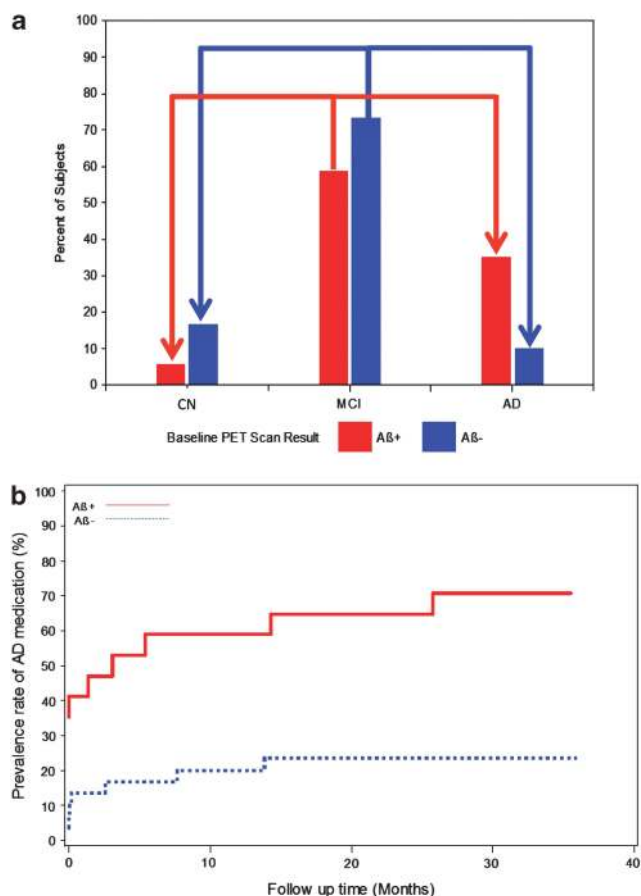 a
Percent of Subjects
100
90
80
70
60
50
40
30
20
10
0
CN MCI AD
Baseline PET Scan Result Aß+ Aß-
b
Prevalence rate of AD medication (%)
Aß+
Aß-
100
90
80
70
60
50
40
30
20
10
0
0 10 20 30 40
Follow up time (Months)